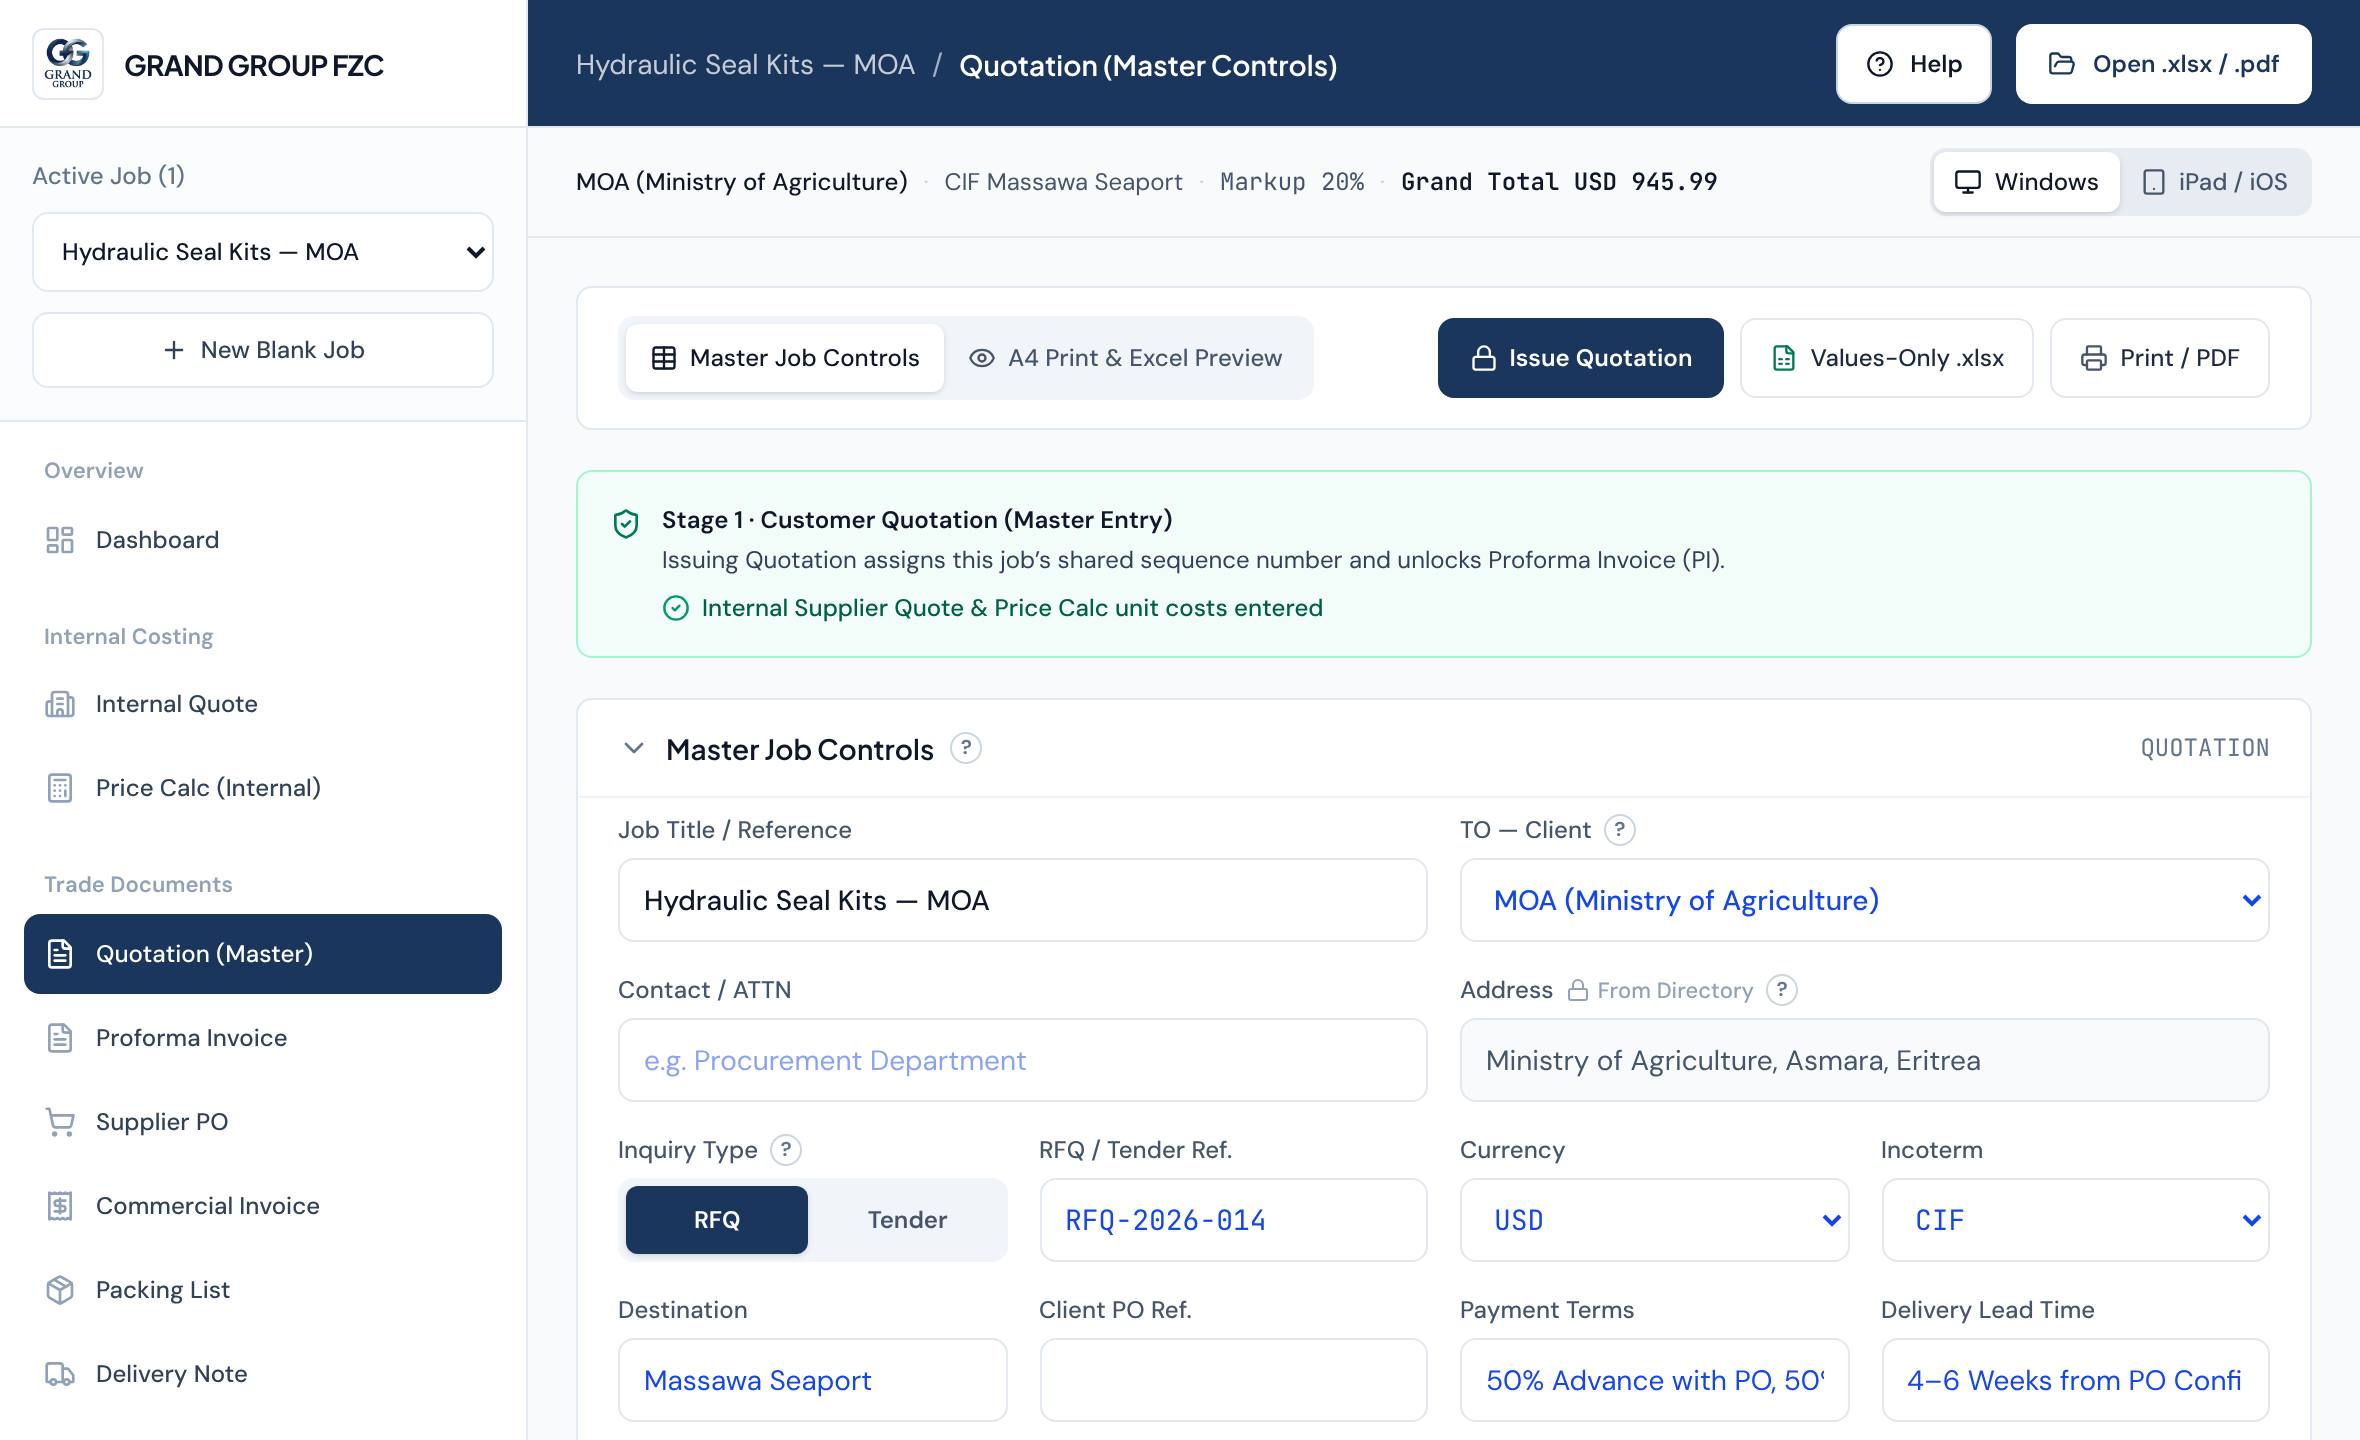 GRAND
GROUP
GRAND GROUP FZC
Hydraulic Seal Kits — MOA / Quotation (Master Controls)
Help
Open .xlsx / .pdf
Active Job (1)
Hydraulic Seal Kits — MOA
New Blank Job
MOA (Ministry of Agriculture) · CIF Massawa Seaport · Markup 20% · Grand Total USD 945.99
Windows
iPad / iOS
Overview
Dashboard
Internal Costing
Internal Quote
Price Calc (Internal)
Trade Documents
Quotation (Master)
Proforma Invoice
Supplier PO
Commercial Invoice
Packing List
Delivery Note
Master Job Controls
A4 Print & Excel Preview
Issue Quotation
Values-Only .xlsx
Print / PDF
Stage 1 · Customer Quotation (Master Entry)
Issuing Quotation assigns this job’s shared sequence number and unlocks Proforma Invoice (PI).
Internal Supplier Quote & Price Calc unit costs entered
Master Job Controls ?
QUOTATION
Job Title / Reference
Hydraulic Seal Kits — MOA
TO — Client ?
MOA (Ministry of Agriculture)
Contact / ATTN
e.g. Procurement Department
Address From Directory ?
Ministry of Agriculture, Asmara, Eritrea
Inquiry Type ?
RFQ
Tender
RFQ / Tender Ref.
RFQ-2026-014
Currency
USD
Incoterm
CIF
Destination
Massawa Seaport
Client PO Ref.
Payment Terms
50% Advance with PO, 50%
Delivery Lead Time
4–6 Weeks from PO Confi